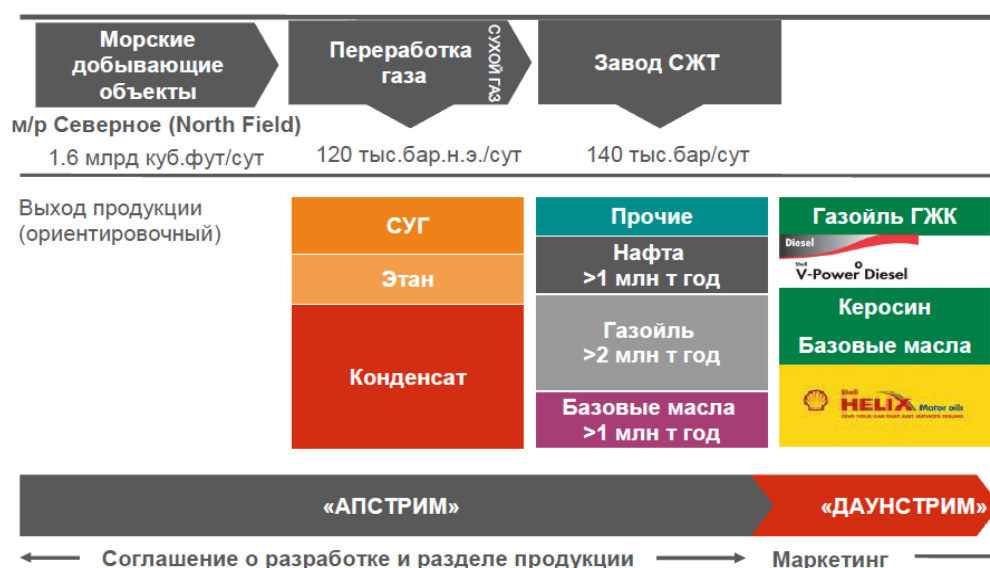 Морские
добывающие
объекты
Переработка
газа
СУХОЙ ГАЗ
Завод СЖТ
м/р Северное (North Field)
1.6 млрд куб.фут/сут
120 тыс.бар.н.э./сут
140 тыс.бар/сут
Выход продукции
(ориентировочный)
СУГ
Этан
Конденсат
Прочие
Нафта
>1 млн т год
Газойль
>2 млн т год
Базовые масла
>1 млн т год
Газойль ГЖК
Diesel
Shell
V-Power Diesel
Керосин
Базовые масла
Shell
HELIX Motor oils
«АПСТРИМ»
«ДАУНСТРИМ»
Соглашение о разработке и разделе продукции
Маркетинг